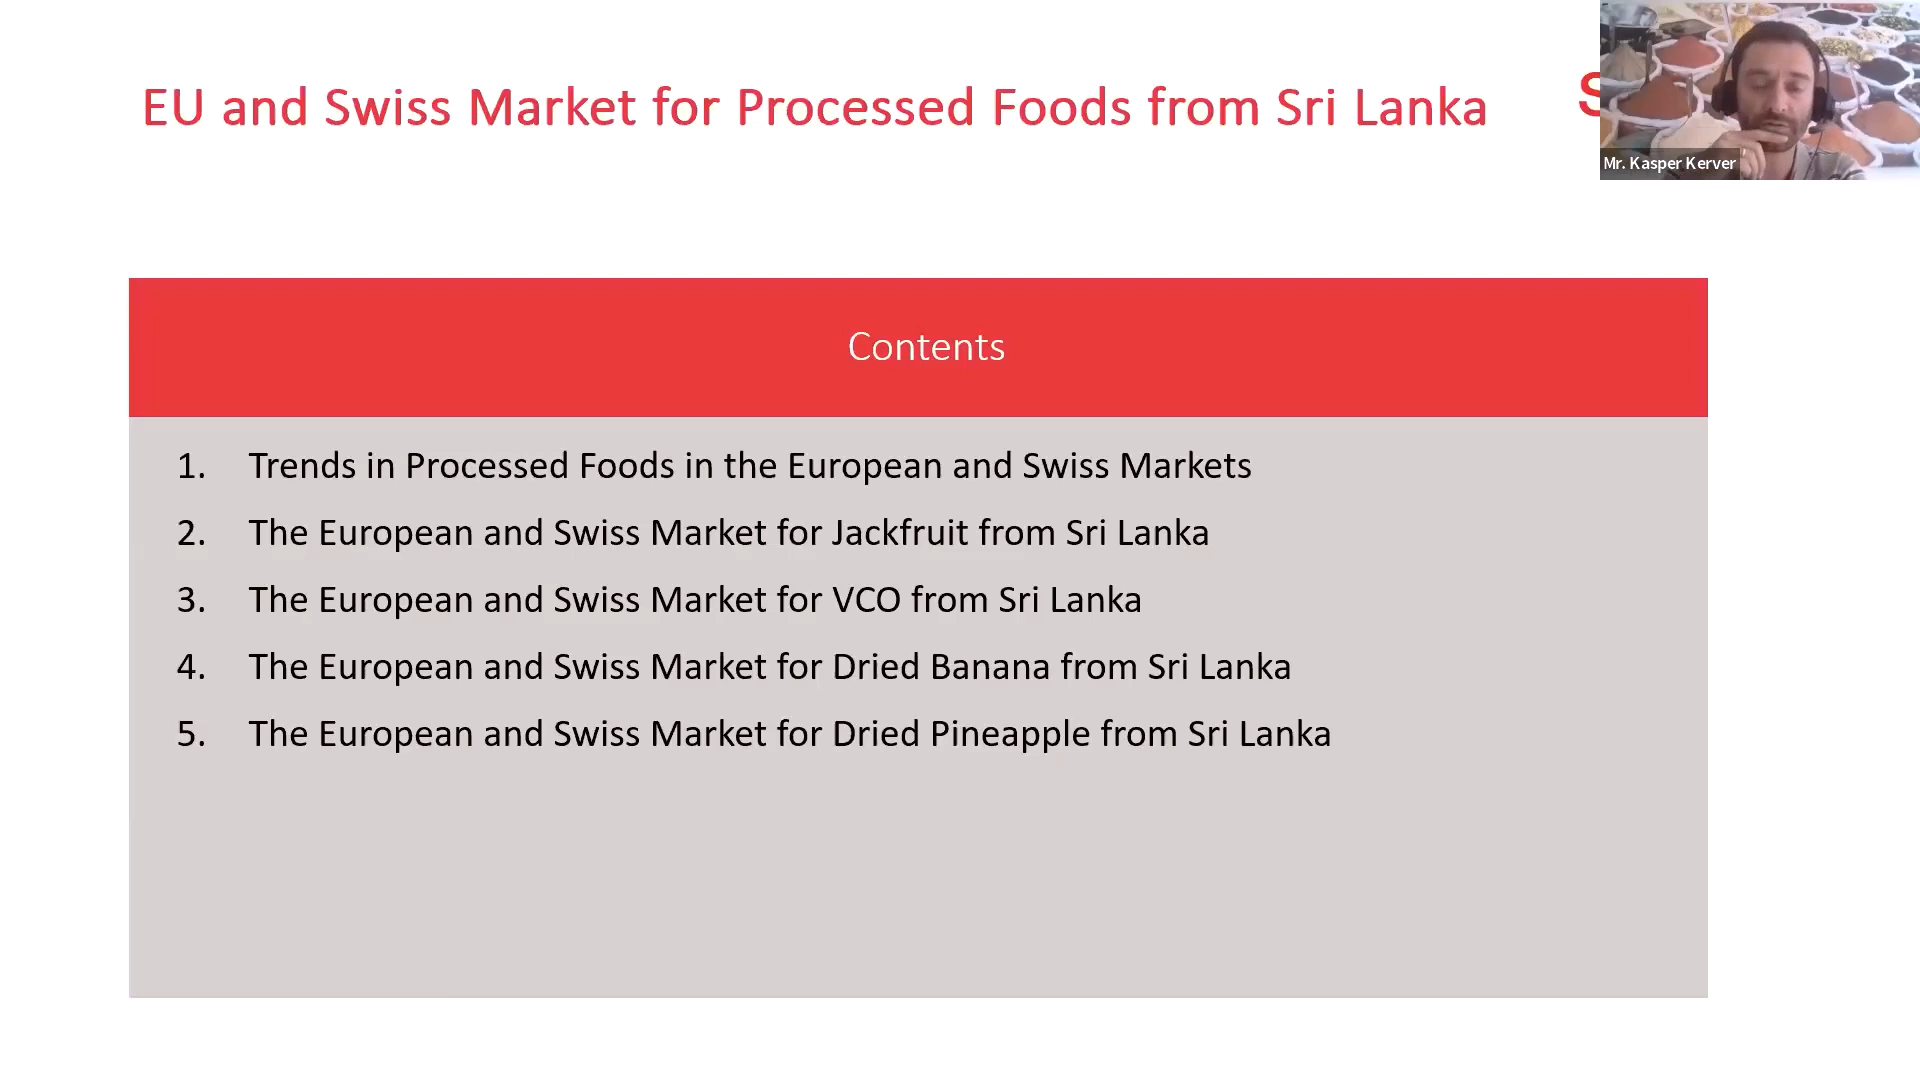 EU and Swiss Market for Processed Foods from Sri Lanka
S
Mr. Kasper Kerver
Contents
1. Trends in Processed Foods in the European and Swiss Markets
2. The European and Swiss Market for Jackfruit from Sri Lanka
3. The European and Swiss Market for VCO from Sri Lanka
4. The European and Swiss Market for Dried Banana from Sri Lanka
5. The European and Swiss Market for Dried Pineapple from Sri Lanka